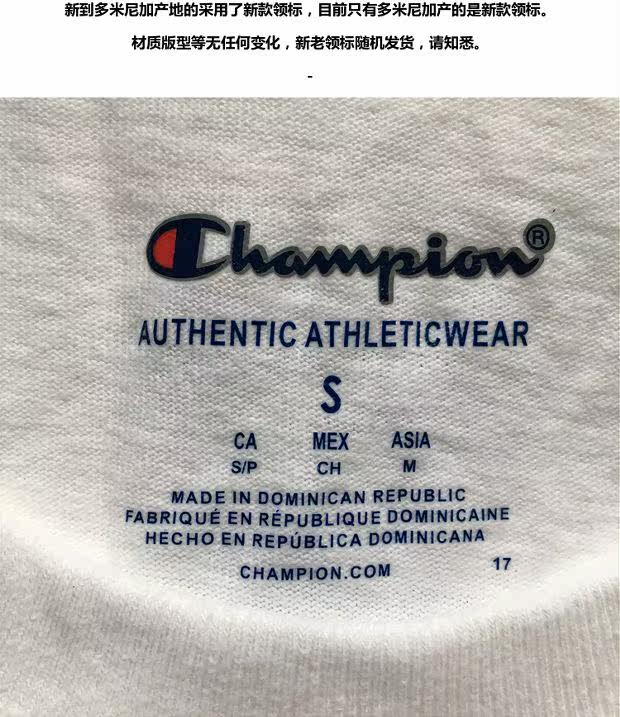 新到多米尼加产地的采用了新款领标，目前只有多米尼加产的是新款领标。
材质版型等无任何变化，新老领标随机发货，请知悉。
-
Champion®
AUTHENTIC ATHLETICWEAR
S
CA MEX ASIA
S/P CH M
MADE IN DOMINICAN REPUBLIC
FABRIQUÉ EN RÉPUBLIQUE DOMINICAINE
HECHO EN REPÚBLICA DOMINICANA
CHAMPION.COM 17